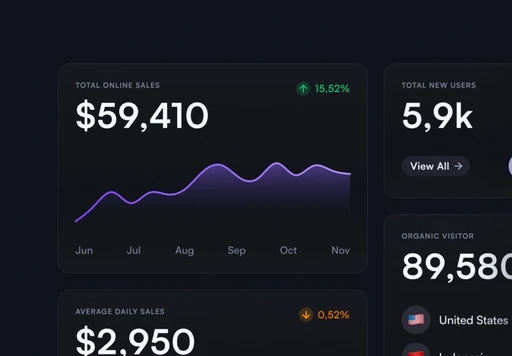 TOTAL ONLINE SALES
15,52%
$59,410
Jun Jul Aug Sep Oct Nov
TOTAL NEW USERS
5,9k
View All →
AVERAGE DAILY SALES
0,52%
$2,950
ORGANIC VISITOR
89,580
United States